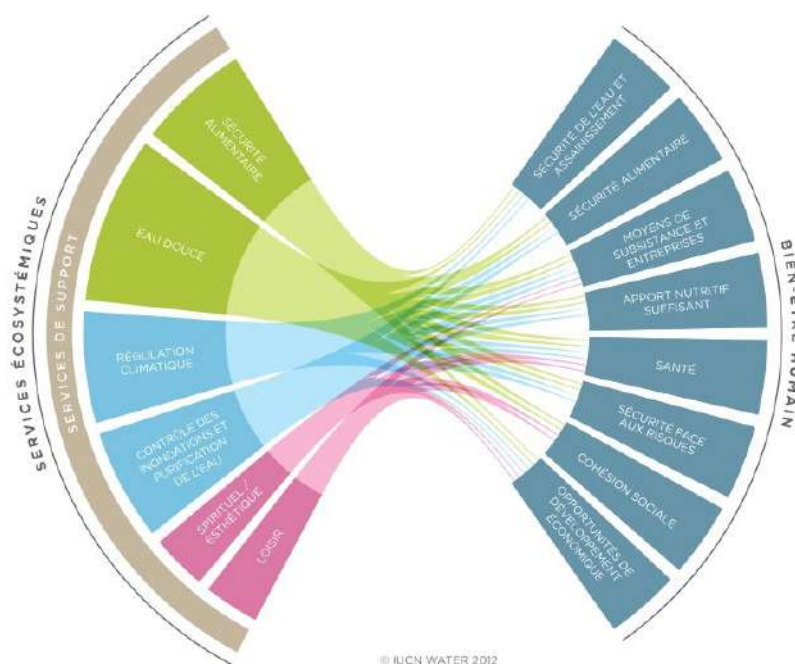 SERVICES ÉCOSYSTÉMIQUES
SERVICES DE SUPPORT
SÉCURITÉ
ALIMENTAIRE
EAU DOUCE
RÉGULATION
CLIMATIQUE
CONTRÔLE DES
INONDATIONS ET
PURIFICATION
DE L'EAU
SPIRITUEL /
ESTHÉTIQUE
LOISIR
SÉCURITÉ DE L'EAU ET
ASSAINISSEMENT
SÉCURITÉ ALIMENTAIRE
MOYENS DE
SUBSISTANCE ET
ENTREPRISES
APPORT NUTRITIF
SUFFISANT
SANTÉ
SÉCURITÉ FACE
AUX RISQUES
COHÉSION SOCIALE
OPPORTUNITÉS DE
DÉVELOPPEMENT
ÉCONOMIQUE
BIEN-ÊTRE HUMAIN
© IUCN WATER 2012